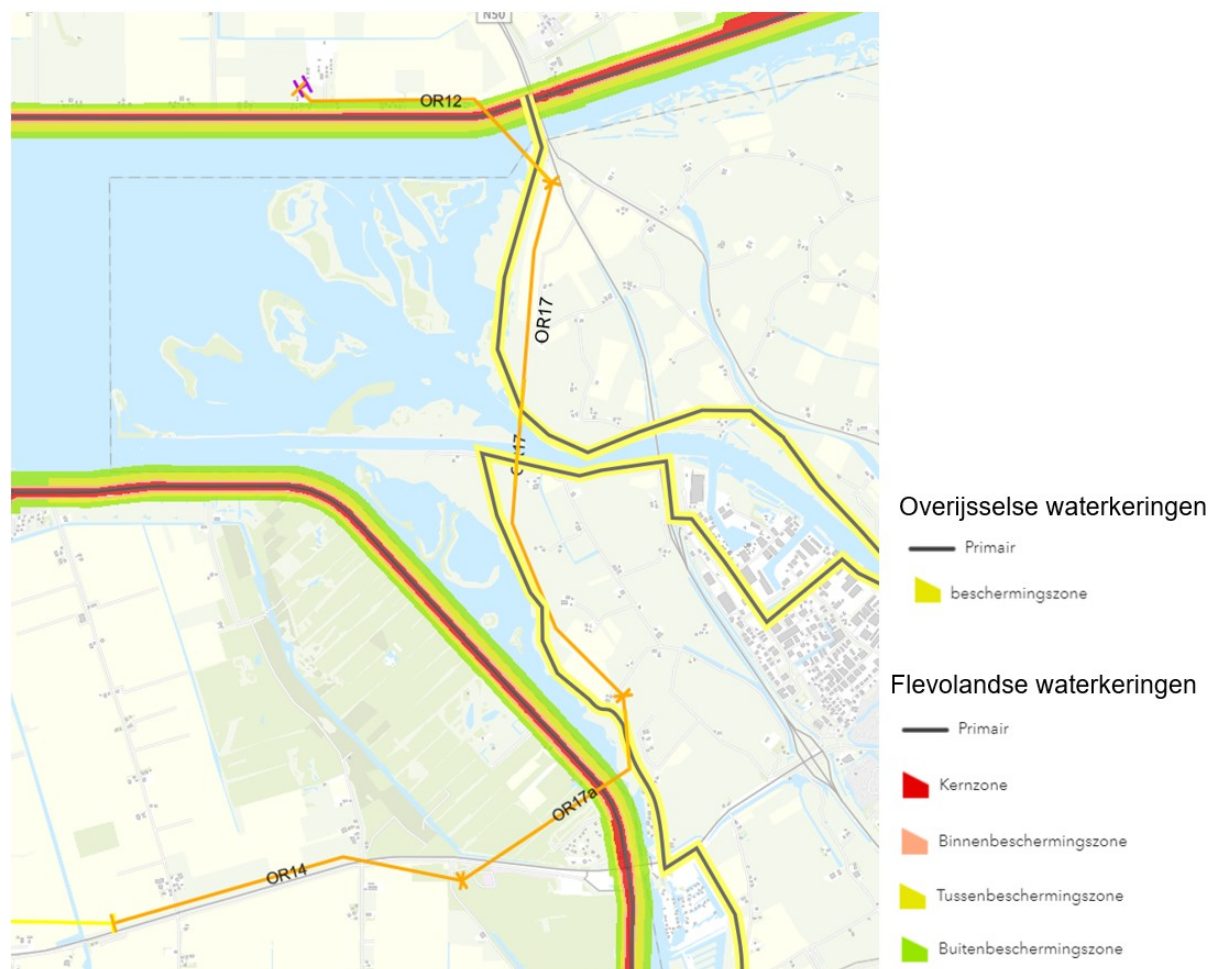 N50
OR12
OR17
OR17a
OR14
Overijsselse waterkeringen
Primair
beschermingszone
Flevolandse waterkeringen
Primair
Kernzone
Binnenbeschermingszone
Tussenbeschermingszone
Buitenbeschermingszone